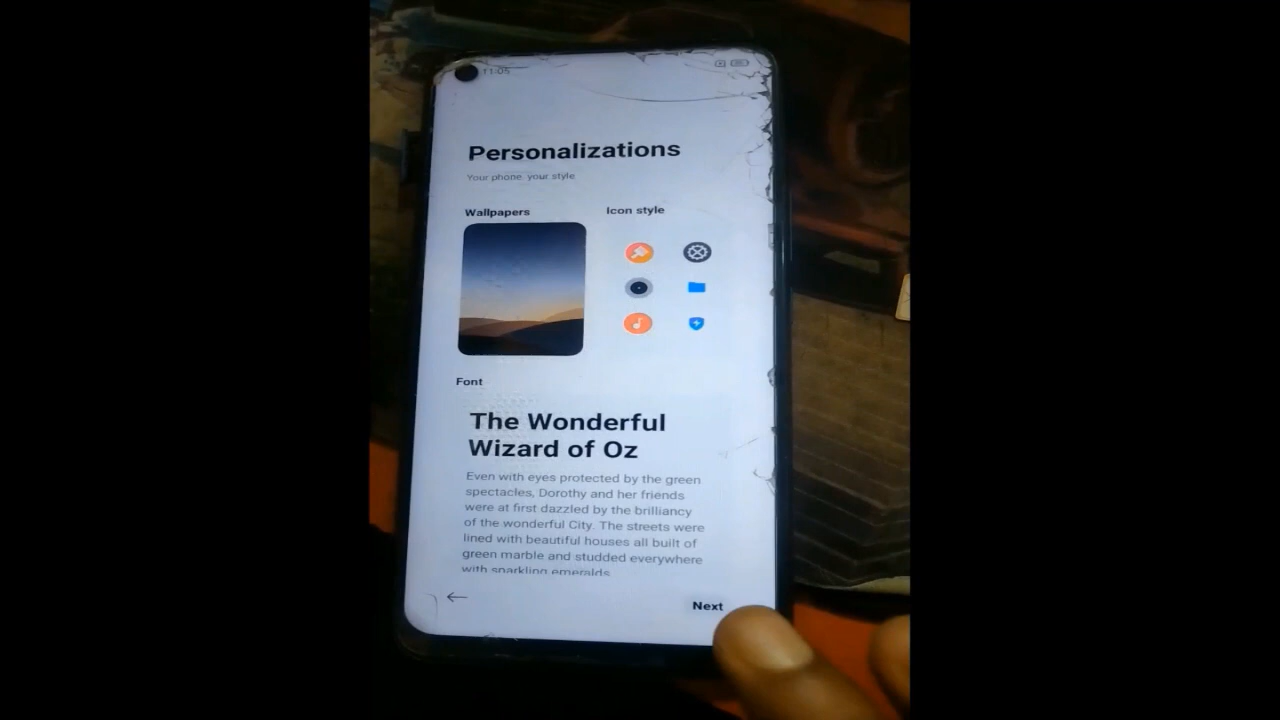 11:05
Personalizations
Your phone, your style
Wallpapers
Icon style
Font
The Wonderful
Wizard of Oz
Even with eyes protected by the green
spectacles, Dorothy and her friends
were at first dazzled by the brilliancy
of the wonderful City. The streets were
lined with beautiful houses all built of
green marble and studded everywhere
with sparkling emeralds.
Next